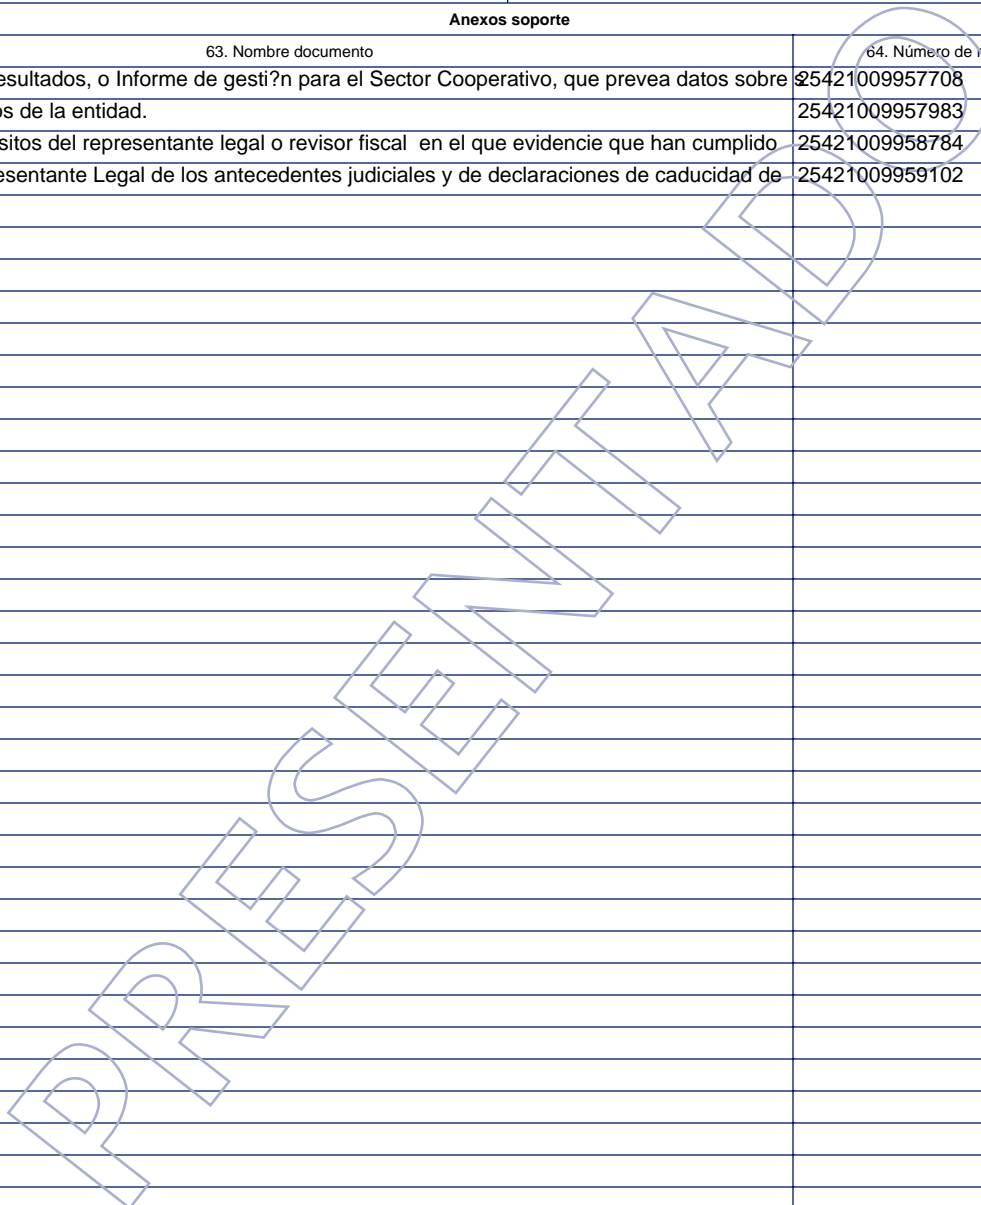 Anexos soporte
63. Nombre documento 64. Número de
esultados, o Informe de gesti?n para el Sector Cooperativo, que prevea datos sobre s 25421009957708
os de la entidad. 25421009957983
sitos del representante legal o revisor fiscal en el que evidencie que han cumplido 25421009958784
esentante Legal de los antecedentes judiciales y de declaraciones de caducidad de 25421009959102
PRESENTADO